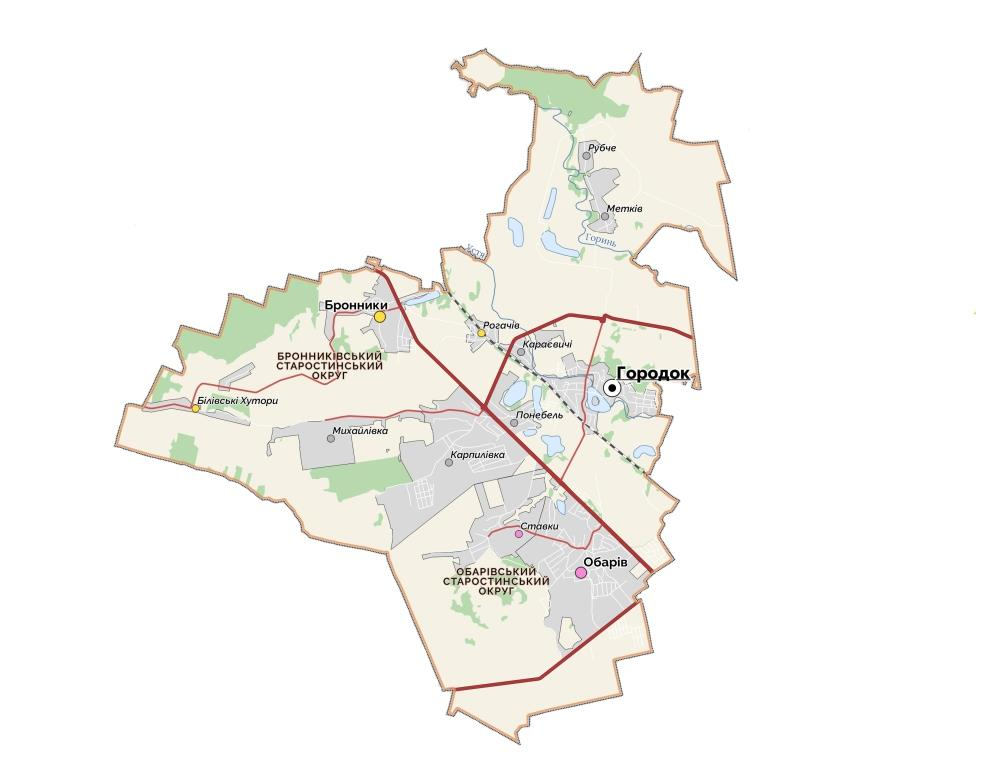 Рубче
Метків
Горинь
Устя
Бронники
Рогачів
Караєвичі
БРОННИКІВСЬКИЙ
СТАРОСТИНСЬКИЙ
ОКРУГ
Городок
Білівські Хутори
Понебель
Михайлівка
Р
Карпилівка
Ставки
Обарів
ОБАРІВСЬКИЙ
СТАРОСТИНСЬКИЙ
ОКРУГ